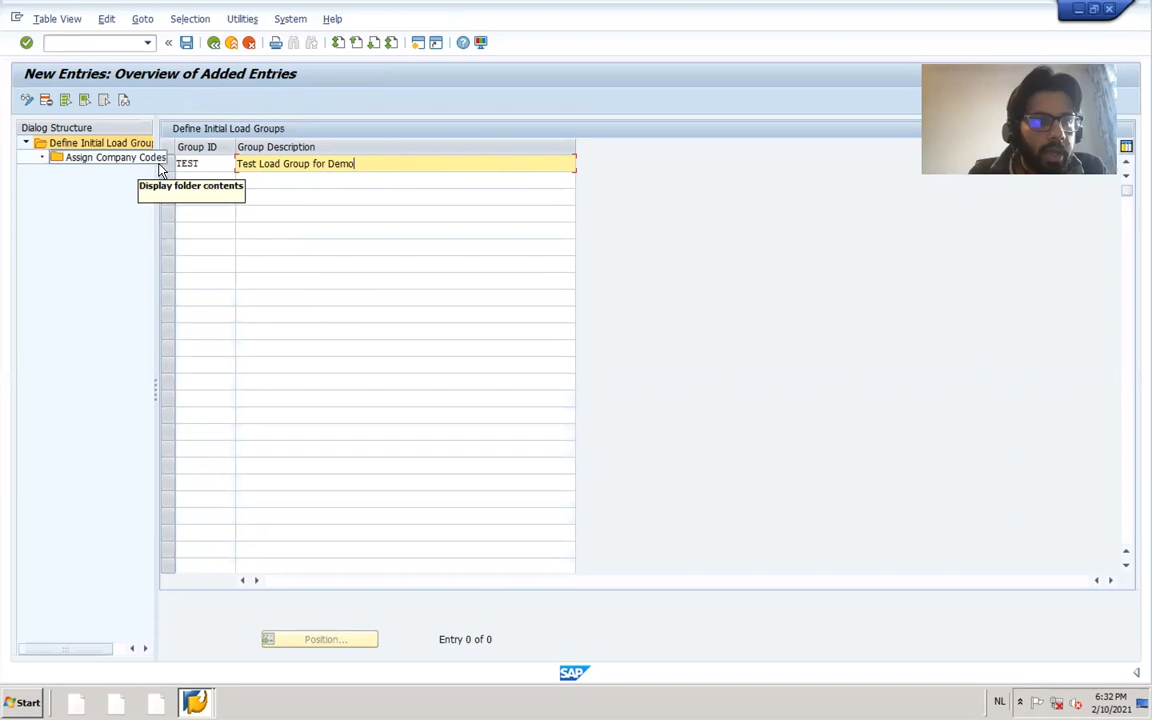 Table View Edit Goto Selection Utilities System Help
New Entries: Overview of Added Entries
Dialog Structure
Define Initial Load Grou
Assign Company Codes
Display folder contents
Define Initial Load Groups
Group ID Group Description
TEST Test Load Group for Demo
Position... Entry 0 of 0
SAP
Start
NL
6:32 PM
2/10/2021